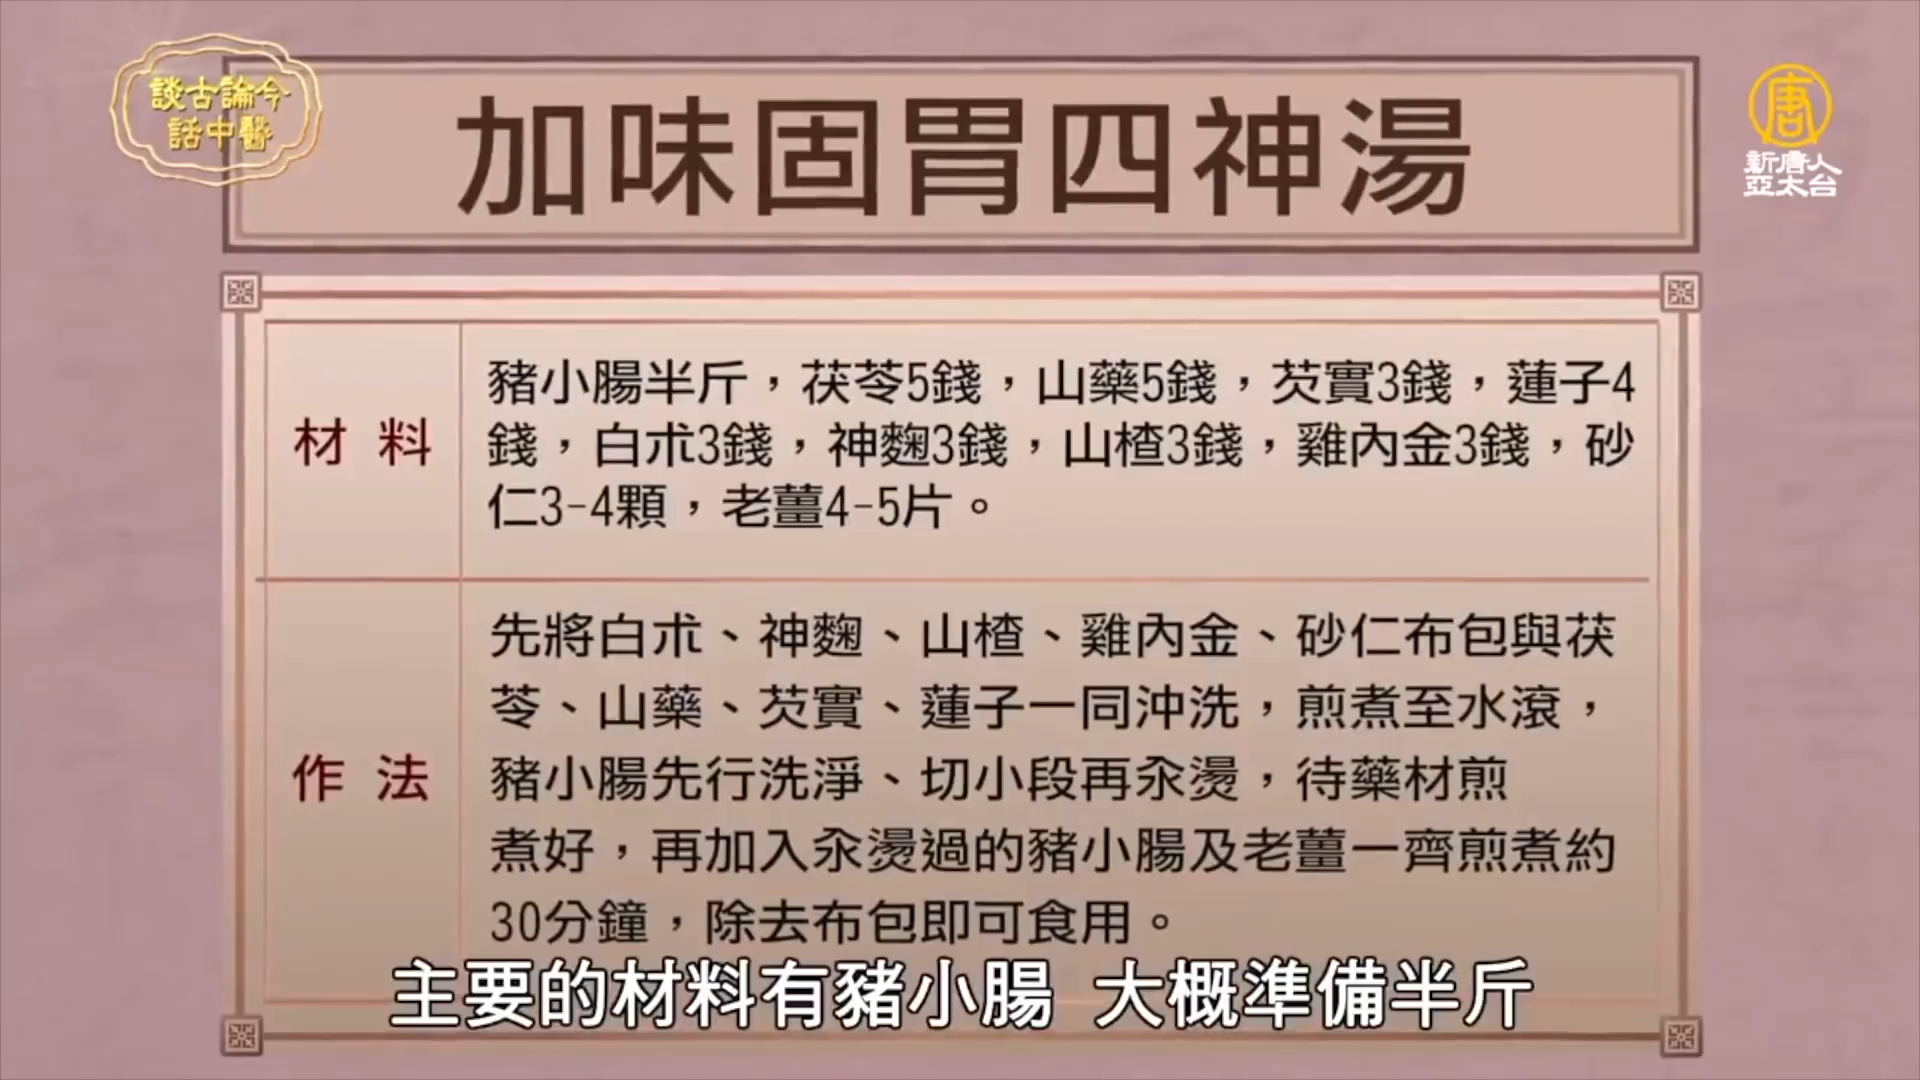 談古論今
話中醫
加味固胃四神湯
唐
新唐人
亞太台
材料
豬小腸半斤，茯苓5錢，山藥5錢，芡實3錢，蓮子4
錢，白朮3錢，神麴3錢，山楂3錢，雞內金3錢，砂
仁3-4顆，老薑4-5片。
作法
先將白朮、神麴、山楂、雞內金、砂仁布包與茯
苓、山藥、芡實、蓮子一同沖洗，煎煮至水滾，
豬小腸先行洗淨、切小段再汆燙，待藥材煎
煮好，再加入汆燙過的豬小腸及老薑一齊煎煮約
30分鐘，除去布包即可食用。
主要的材料有豬小腸 大概準備半斤